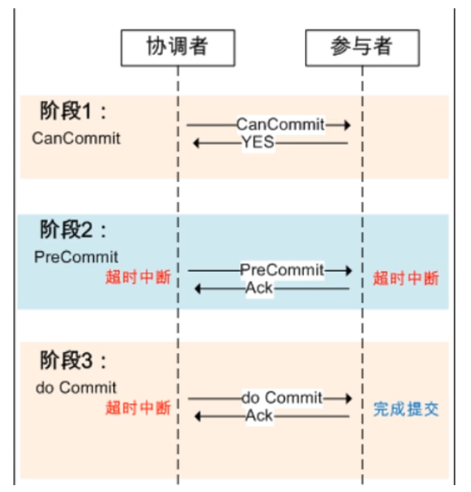 协调者
参与者
阶段1：
CanCommit
CanCommit
YES
阶段2：
PreCommit
超时中断
PreCommit
Ack
超时中断
阶段3：
do Commit
超时中断
do Commit
Ack
完成提交